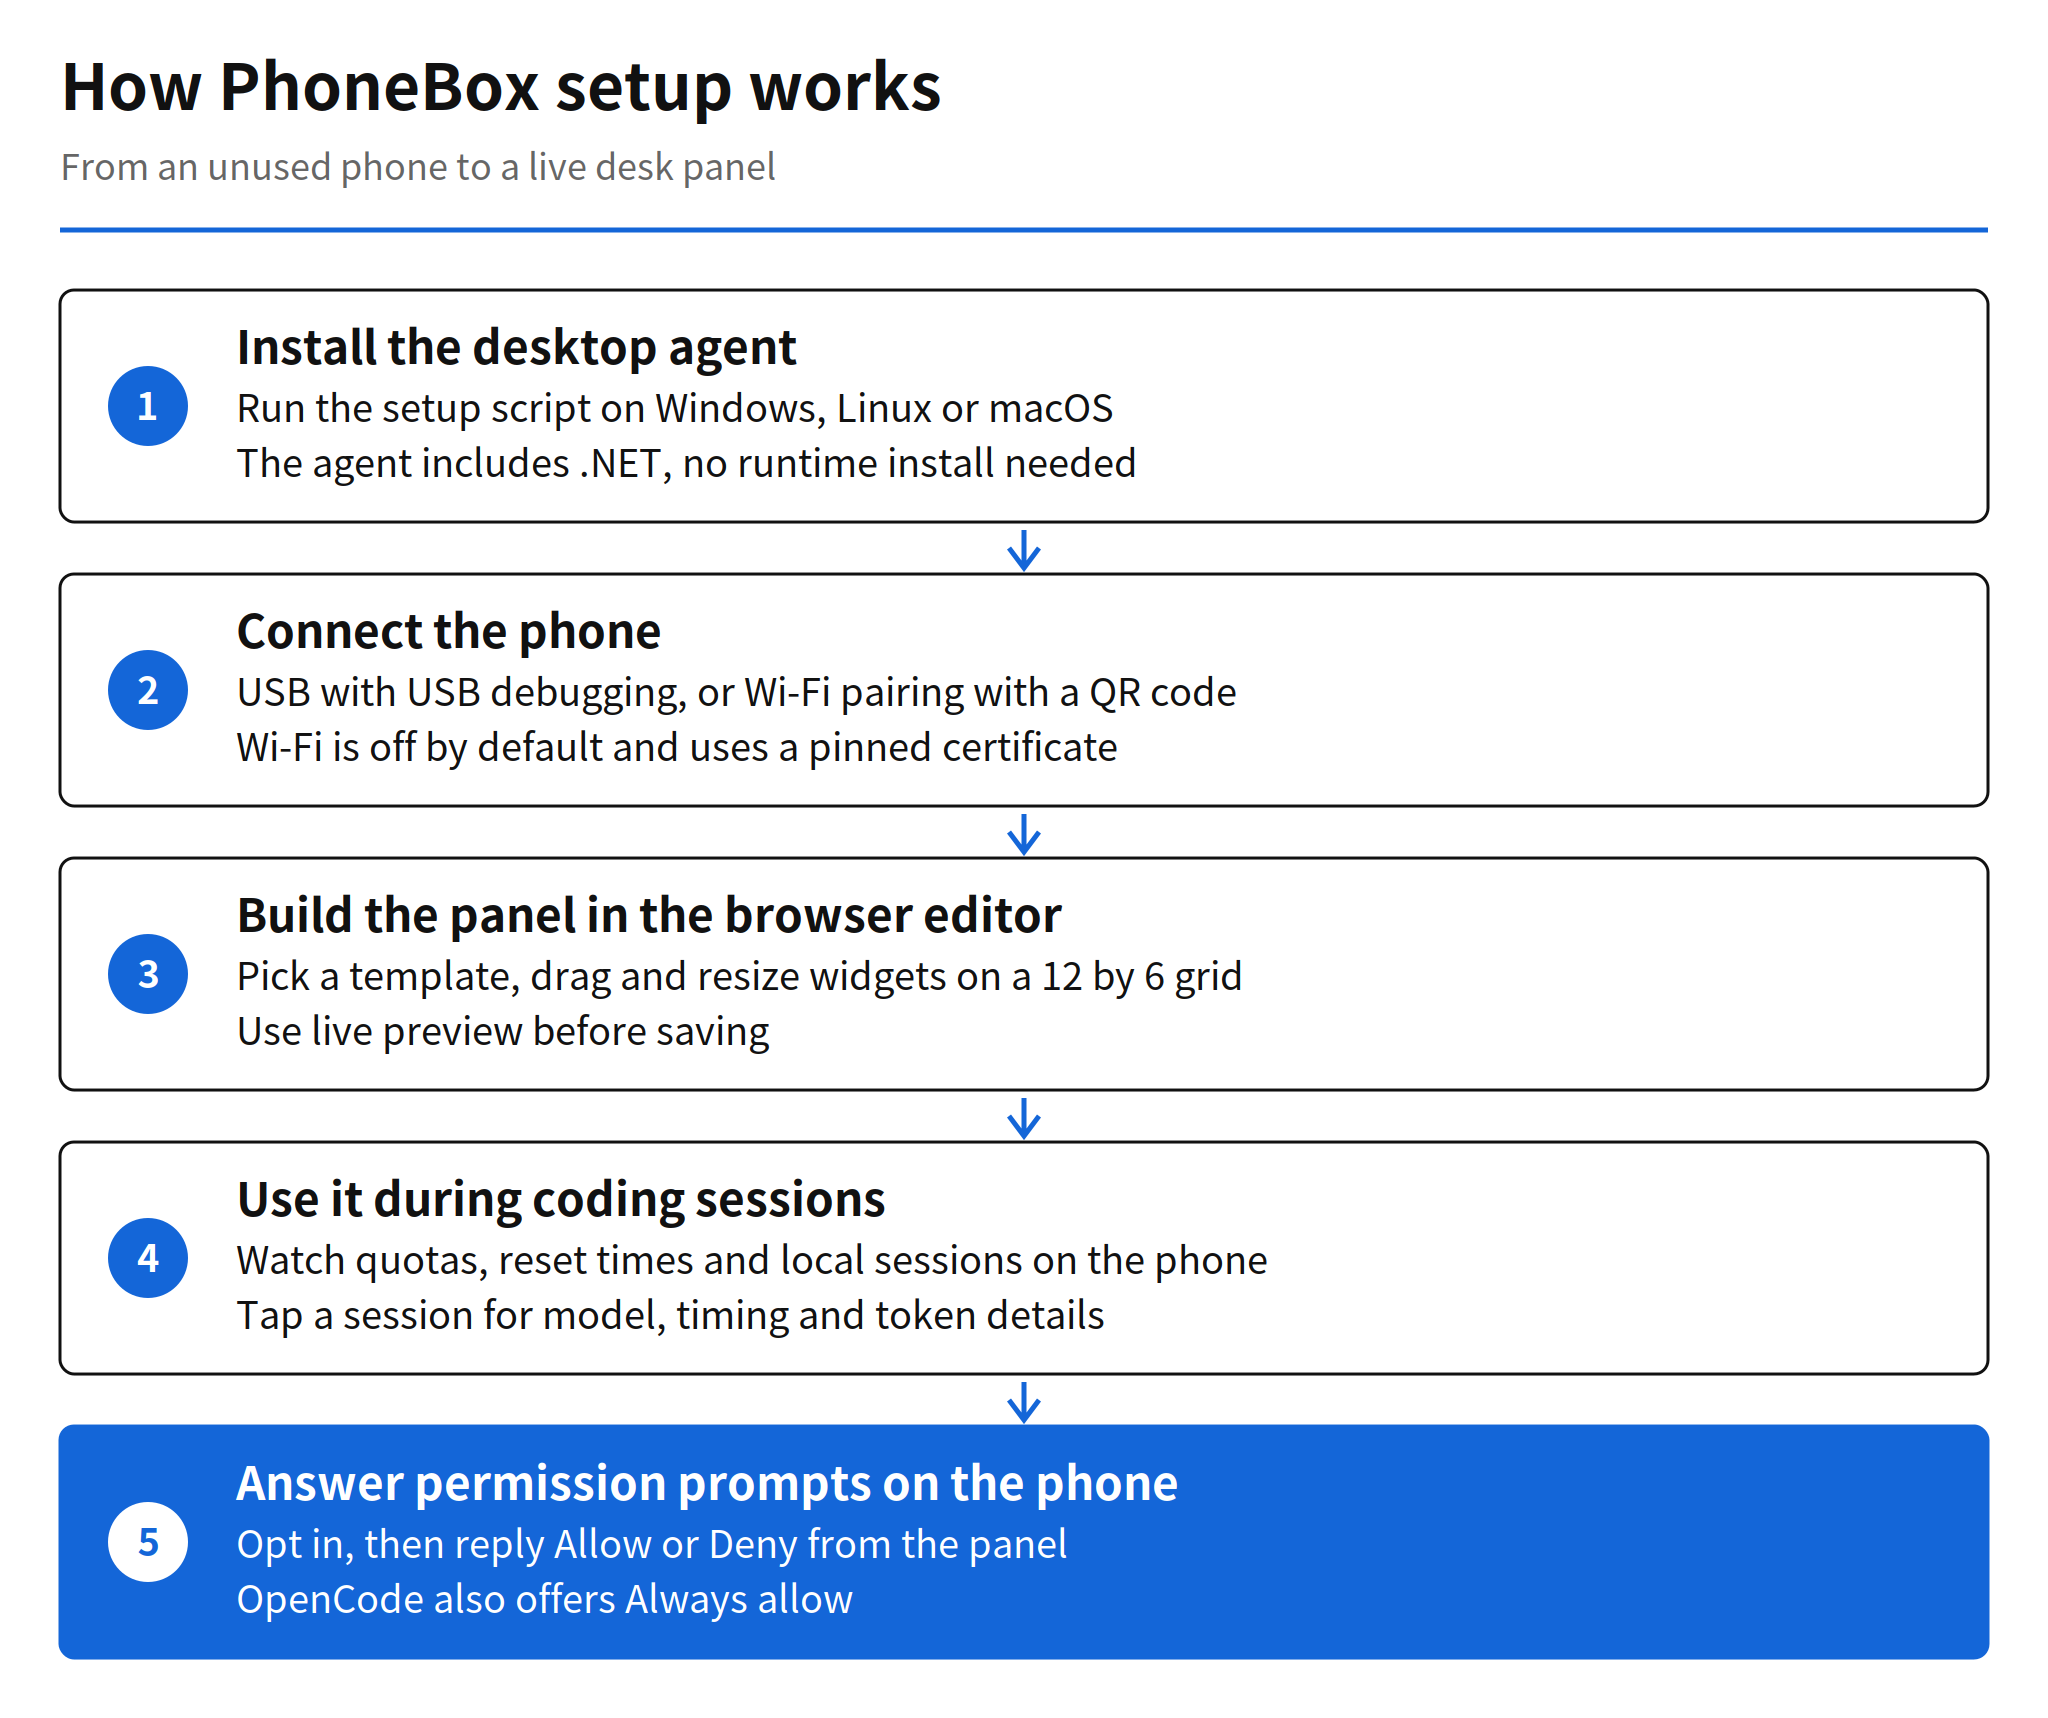 How PhoneBox setup works
From an unused phone to a live desk panel
1
Install the desktop agent
Run the setup script on Windows, Linux or macOS
The agent includes .NET, no runtime install needed
2
Connect the phone
USB with USB debugging, or Wi-Fi pairing with a QR code
Wi-Fi is off by default and uses a pinned certificate
3
Build the panel in the browser editor
Pick a template, drag and resize widgets on a 12 by 6 grid
Use live preview before saving
4
Use it during coding sessions
Watch quotas, reset times and local sessions on the phone
Tap a session for model, timing and token details
5
Answer permission prompts on the phone
Opt in, then reply Allow or Deny from the panel
OpenCode also offers Always allow